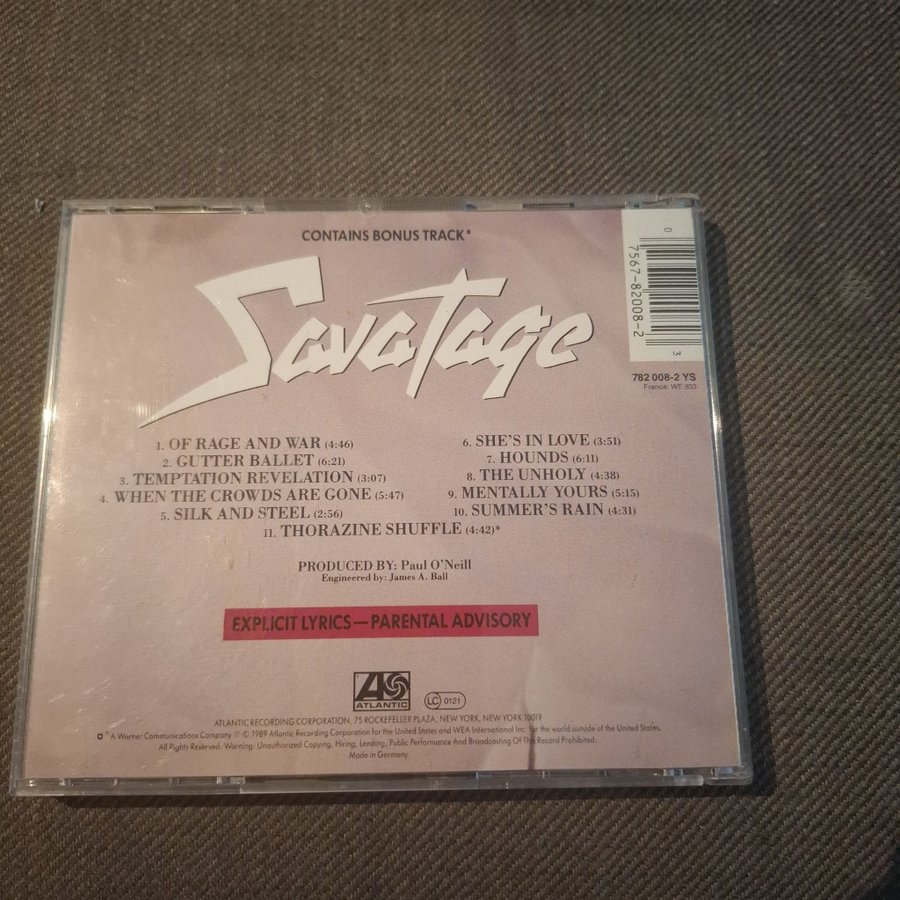 CONTAINS BONUS TRACK*
Savatage
0
7567-82008-2
3
782 008-2 YS
France: WE 833
1. OF RAGE AND WAR (4:46)
2. GUTTER BALLET (6:21)
3. TEMPTATION REVELATION (3:07)
4. WHEN THE CROWDS ARE GONE (5:47)
5. SILK AND STEEL (2:56)
6. SHE'S IN LOVE (3:51)
7. HOUNDS (6:11)
8. THE UNHOLY (4:38)
9. MENTALLY YOURS (5:15)
10. SUMMER'S RAIN (4:31)
11. THORAZINE SHUFFLE (4:42)*
PRODUCED BY: Paul O'Neill
Engineered by: James A. Ball
EXPLICIT LYRICS—PARENTAL ADVISORY
ATLANTIC
LC 0121
ATLANTIC RECORDING CORPORATION, 75 ROCKEFELLER PLAZA, NEW YORK, NEW YORK 10019
A Warner Communications Company ℗ © 1989 Atlantic Recording Corporation for the United States and WEA International Inc. for the world outside of the United States.
All Rights Reserved. Warning: Unauthorized Copying, Hiring, Lending, Public Performance And Broadcasting Of This Record Prohibited.
Made in Germany